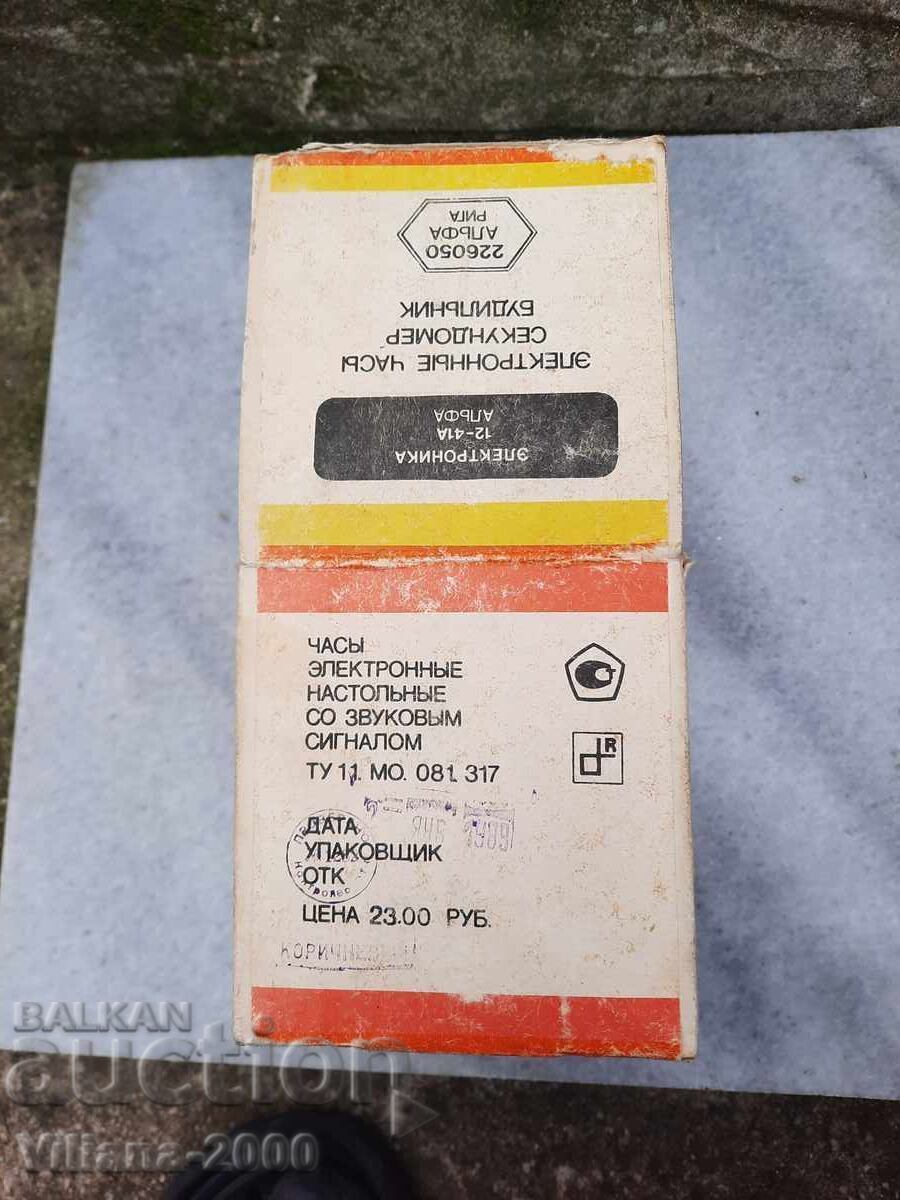 226050
АЛЬФА
РИГА
ЭЛЕКТРОННЫЕ ЧАСЫ
СЕКУНДОМЕР
БУДИЛЬНИК
ЭЛЕКТРОНИКА
12-41А
АЛЬФА
ЧАСЫ
ЭЛЕКТРОННЫЕ
НАСТОЛЬНЫЕ
СО ЗВУКОВЫМ
СИГНАЛОМ
ТУ 11. МО. 081. 317
R
ДАТА
УПАКОВЩИК
ОТК
ЦЕНА 23.00 РУБ.
BALKAN
auction
Viliana-2000